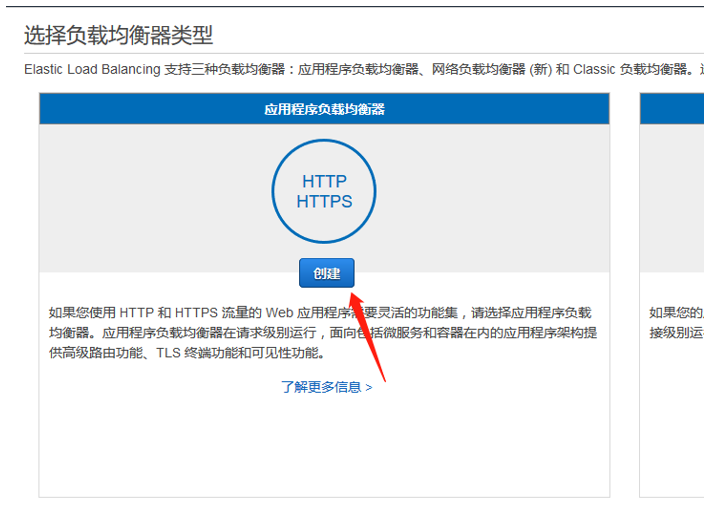 选择负载均衡器类型
Elastic Load Balancing 支持三种负载均衡器：应用程序负载均衡器、网络负载均衡器 (新) 和 Classic 负载均衡器。
应用程序负载均衡器
HTTP
HTTPS
创建
如果您使用 HTTP 和 HTTPS 流量的 Web 应用程序需要灵活的功能集，请选择应用程序负载
均衡器。应用程序负载均衡器在请求级别运行，面向包括微服务和容器在内的应用程序架构提
供高级路由功能、TLS 终端功能和可见性功能。
了解更多信息 >
如果您的
接级别运